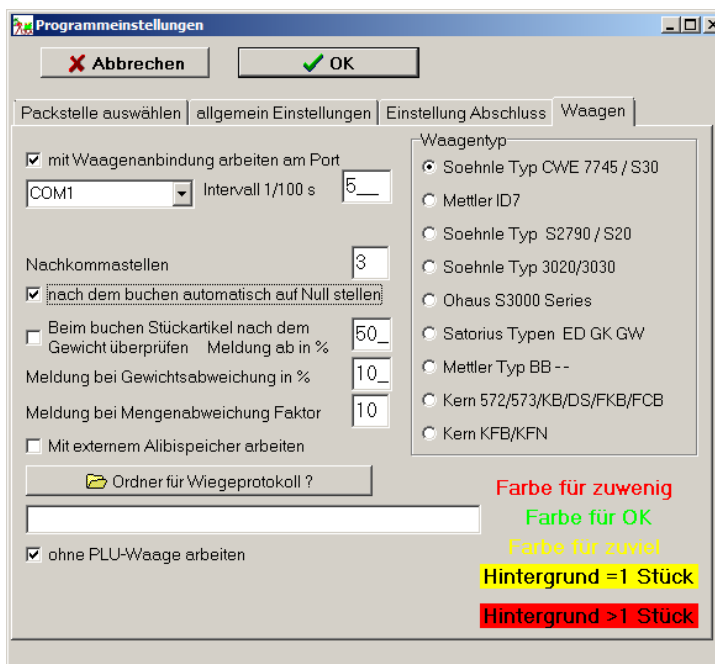 Programmeinstellungen
Abbrechen
OK
Packstelle auswählen
allgemein Einstellungen
Einstellung Abschluss
Waagen
mit Waagenanbindung arbeiten am Port
COM1
Intervall 1/100 s
5__
Nachkommastellen
3
nach dem buchen automatisch auf Null stellen
Beim buchen Stückartikel nach dem
Gewicht überprüfen Meldung ab in %
50_
Meldung bei Gewichtsabweichung in %
10_
Meldung bei Mengenabweichung Faktor
10
Mit externem Alibispeicher arbeiten
Ordner für Wiegeprotokoll ?
ohne PLU-Waage arbeiten
Waagentyp
Soehnle Typ CWE 7745 / S30
Mettler ID7
Soehnle Typ S2790 / S20
Soehnle Typ 3020/3030
Ohaus S3000 Series
Satorius Typen ED GK GW
Mettler Typ BB --
Kern 572/573/KB/DS/FKB/FCB
Kern KFB/KFN
Farbe für zuwenig
Farbe für OK
Farbe für zuviel
Hintergrund =1 Stück
Hintergrund >1 Stück